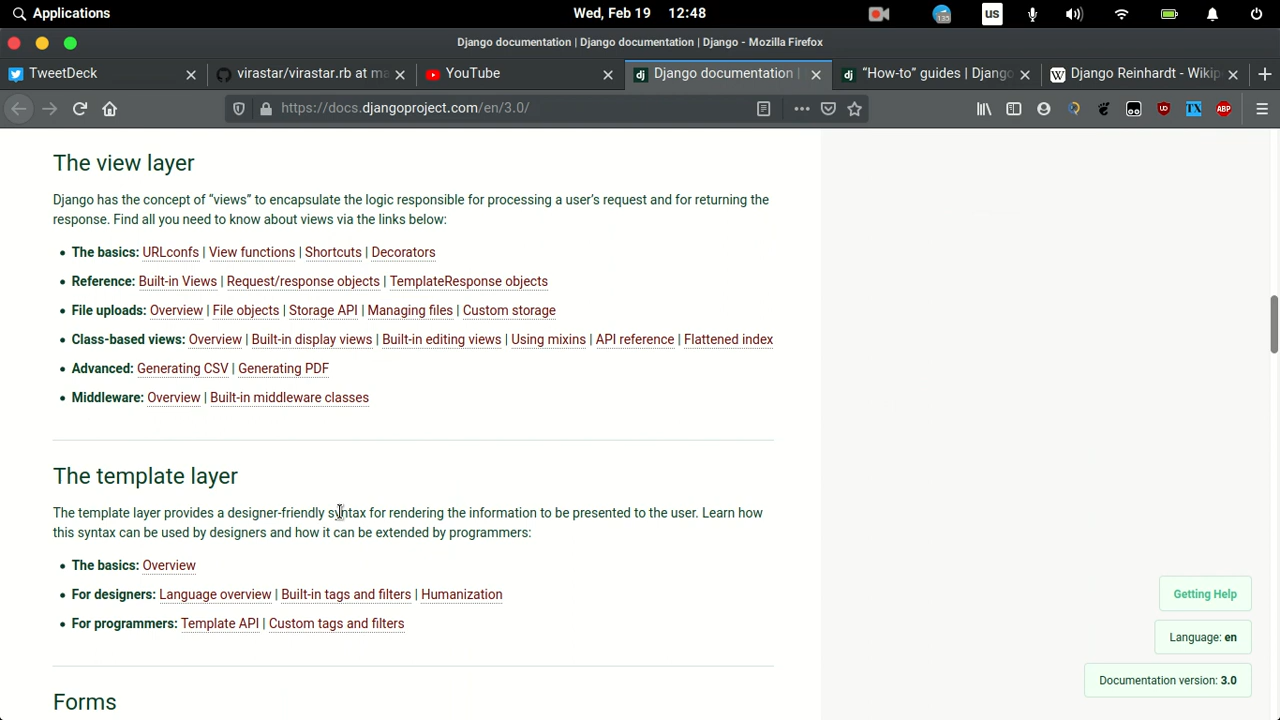 Applications
Wed, Feb 19 12:48
133
us
Django documentation | Django documentation | Django - Mozilla Firefox
TweetDeck
virastar/virastar.rb at ma
YouTube
Django documentation |
“How-to” guides | Django
Django Reinhardt - Wikip
https://docs.djangoproject.com/en/3.0/
The view layer
Django has the concept of “views” to encapsulate the logic responsible for processing a user’s request and for returning the
response. Find all you need to know about views via the links below:
• The basics: URLconfs | View functions | Shortcuts | Decorators
• Reference: Built-in Views | Request/response objects | TemplateResponse objects
• File uploads: Overview | File objects | Storage API | Managing files | Custom storage
• Class-based views: Overview | Built-in display views | Built-in editing views | Using mixins | API reference | Flattened index
• Advanced: Generating CSV | Generating PDF
• Middleware: Overview | Built-in middleware classes
The template layer
The template layer provides a designer-friendly syntax for rendering the information to be presented to the user. Learn how
this syntax can be used by designers and how it can be extended by programmers:
• The basics: Overview
• For designers: Language overview | Built-in tags and filters | Humanization
• For programmers: Template API | Custom tags and filters
Forms
Getting Help
Language: en
Documentation version: 3.0